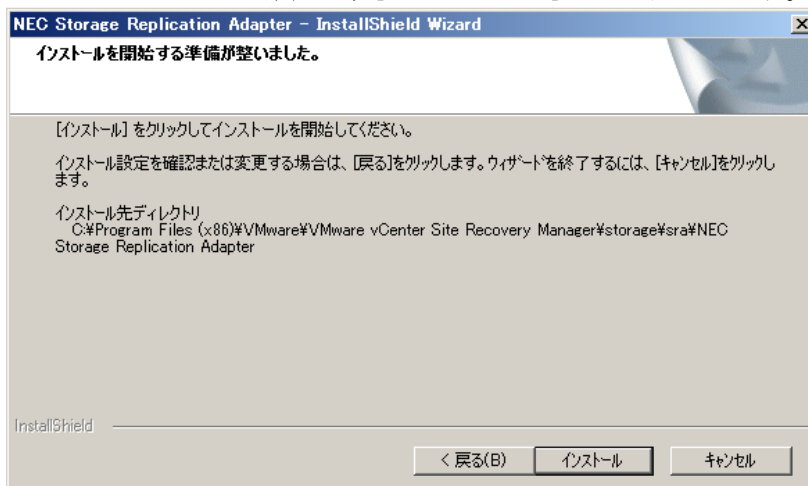 NEC Storage Replication Adapter - InstallShield Wizard
インストールを開始する準備が整いました。
[インストール] をクリックしてインストールを開始してください。
インストール設定を確認または変更する場合は、[戻る]をクリックします。ウィザードを終了するには、[キャンセル]をクリックし
ます。
インストール先ディレクトリ
C:¥Program Files (x86)¥VMware¥VMware vCenter Site Recovery Manager¥storage¥sra¥NEC
Storage Replication Adapter
InstallShield
< 戻る(B) インストール キャンセル